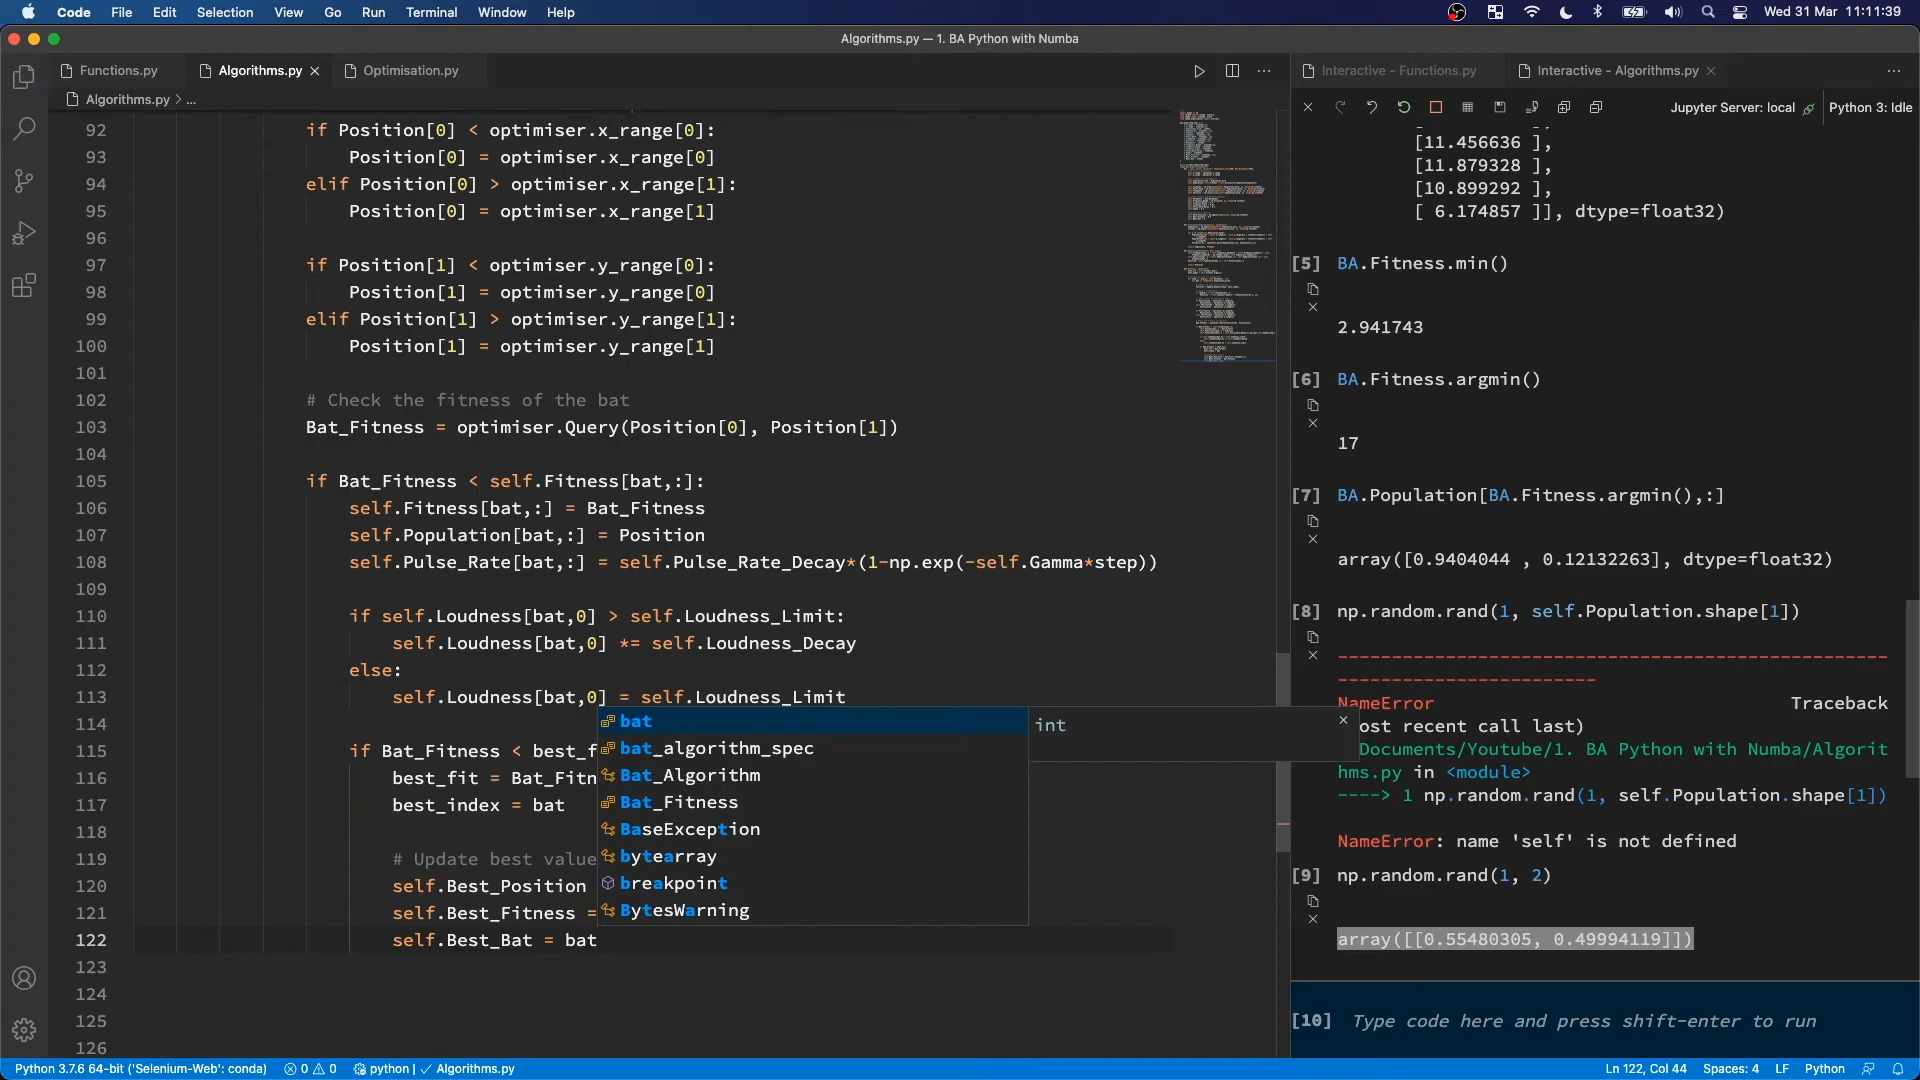 Code File Edit Selection View Go Run Terminal Window Help Wed 31 Mar 11:11:39
Algorithms.py — 1. BA Python with Numba
Functions.py Algorithms.py Optimisation.py
Algorithms.py > ...
92 if Position[0] < optimiser.x_range[0]:
93 Position[0] = optimiser.x_range[0]
94 elif Position[0] > optimiser.x_range[1]:
95 Position[0] = optimiser.x_range[1]
96
97 if Position[1] < optimiser.y_range[0]:
98 Position[1] = optimiser.y_range[0]
99 elif Position[1] > optimiser.y_range[1]:
100 Position[1] = optimiser.y_range[1]
101
102 # Check the fitness of the bat
103 Bat_Fitness = optimiser.Query(Position[0], Position[1])
104
105 if Bat_Fitness < self.Fitness[bat,:]:
106 self.Fitness[bat,:] = Bat_Fitness
107 self.Population[bat,:] = Position
108 self.Pulse_Rate[bat,:] = self.Pulse_Rate_Decay*(1-np.exp(-self.Gamma*step))
109
110 if self.Loudness[bat,0] > self.Loudness_Limit:
111 self.Loudness[bat,0] *= self.Loudness_Decay
112 else:
113 self.Loudness[bat,0] = self.Loudness_Limit
114
115 if Bat_Fitness < best_f
116 best_fit = Bat_Fitn
117 best_index = bat
118
119 # Update best value
120 self.Best_Position
121 self.Best_Fitness =
122 self.Best_Bat = bat
123
124
125
126
bat
bat_algorithm_spec
Bat_Algorithm
Bat_Fitness
BaseException
bytearray
breakpoint
BytesWarning
int
Interactive - Functions.py Interactive - Algorithms.py
Jupyter Server: local Python 3: Idle
[11.456636 ],
[11.879328 ],
[10.899292 ],
[ 6.174857 ]], dtype=float32)
[5] BA.Fitness.min()
2.941743
[6] BA.Fitness.argmin()
17
[7] BA.Population[BA.Fitness.argmin(),:]
array([0.9404044 , 0.12132263], dtype=float32)
[8] np.random.rand(1, self.Population.shape[1])
--------------------------------------------------
------------------------
NameError Traceback
ost recent call last)
Documents/Youtube/1. BA Python with Numba/Algorit
hms.py in <module>
----> 1 np.random.rand(1, self.Population.shape[1])
NameError: name 'self' is not defined
[9] np.random.rand(1, 2)
array([[0.55480305, 0.49994119]])
[10] Type code here and press shift-enter to run
Python 3.7.6 64-bit ('Selenium-Web': conda) 0 0 python | ✓ Algorithms.py Ln 122, Col 44 Spaces: 4 LF Python